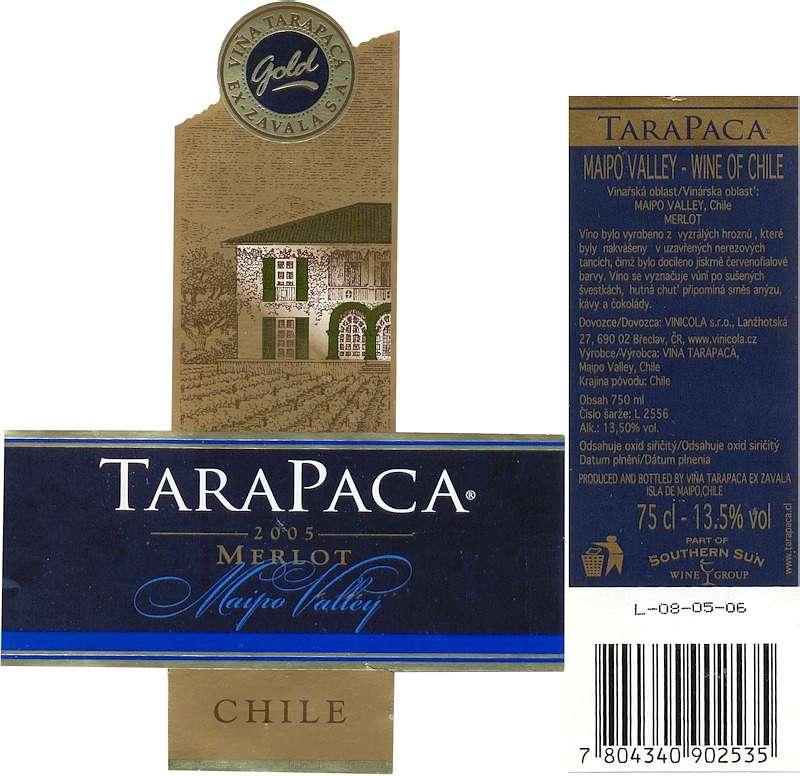 VIÑA TARAPACÁ
Gold
EX-ZAVALA S.A.
TARAPACA®
2005
MERLOT
Maipo Valley
CHILE
TARAPACA®
MAIPO VALLEY - WINE OF CHILE
Vinařská oblast/Vinárska oblasť:
MAIPO VALLEY, Chile
MERLOT
Víno bylo vyrobeno z vyzrálých hroznů, které
byly nakvášeny v uzavřených nerezových
tancích, čimž bylo docíleno jiskrně červenofialové
barvy. Víno se vyznačuje vůní po sušených
švestkách, hutná chuť připomíná směs anýzu,
kávy a čokolády.
Dovozce/Dovozca: VINICOLA s.r.o., Lanžhotská
27, 690 02 Břeclav, ČR, www.vinicola.cz
Výrobce/Výrobca: VINA TARAPACÁ,
Maipo Valley, Chile
Krajina pôvodu: Chile
Obsah 750 ml
Číslo šarže: L 2556
Alk.: 13,50% vol.
Odsahuje oxid siřičitý/Odsahuje oxid siričitý
Datum plnění/Dátum plnenia
PRODUCED AND BOTTLED BY VIÑA TARAPACA EX ZAVALA
ISLA DE MAIPO,CHILE
75 cl - 13.5% vol
PART OF
SOUTHERN SUN
WINE GROUP
www.tarapaca.cl
L-08-05-06
7 804340 902535